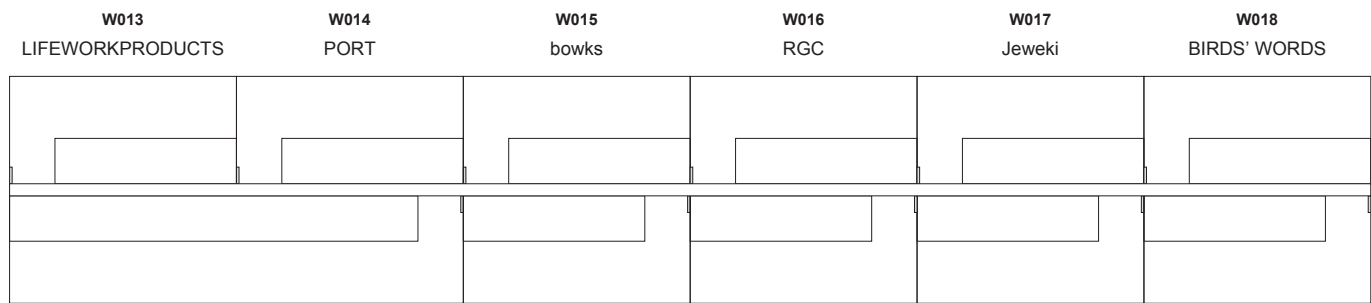 W013 W014 W015 W016 W017 W018
LIFEWORKPRODUCTS PORT bowks RGC Jeweki BIRDS’ WORDS